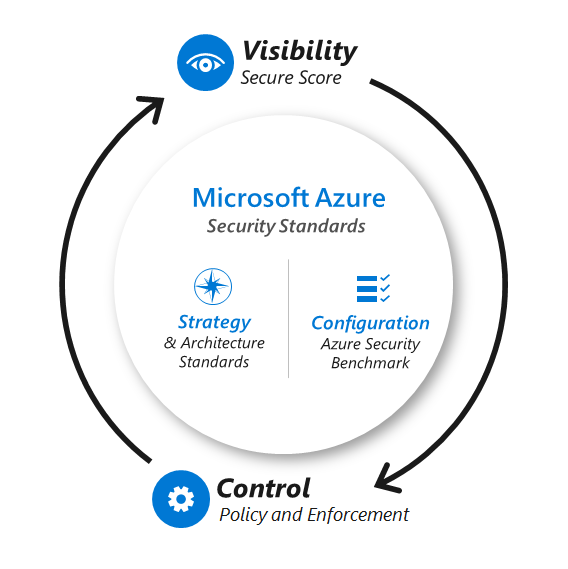 Visibility
Secure Score
Microsoft Azure
Security Standards
Strategy
& Architecture
Standards
Configuration
Azure Security
Benchmark
Control
Policy and Enforcement